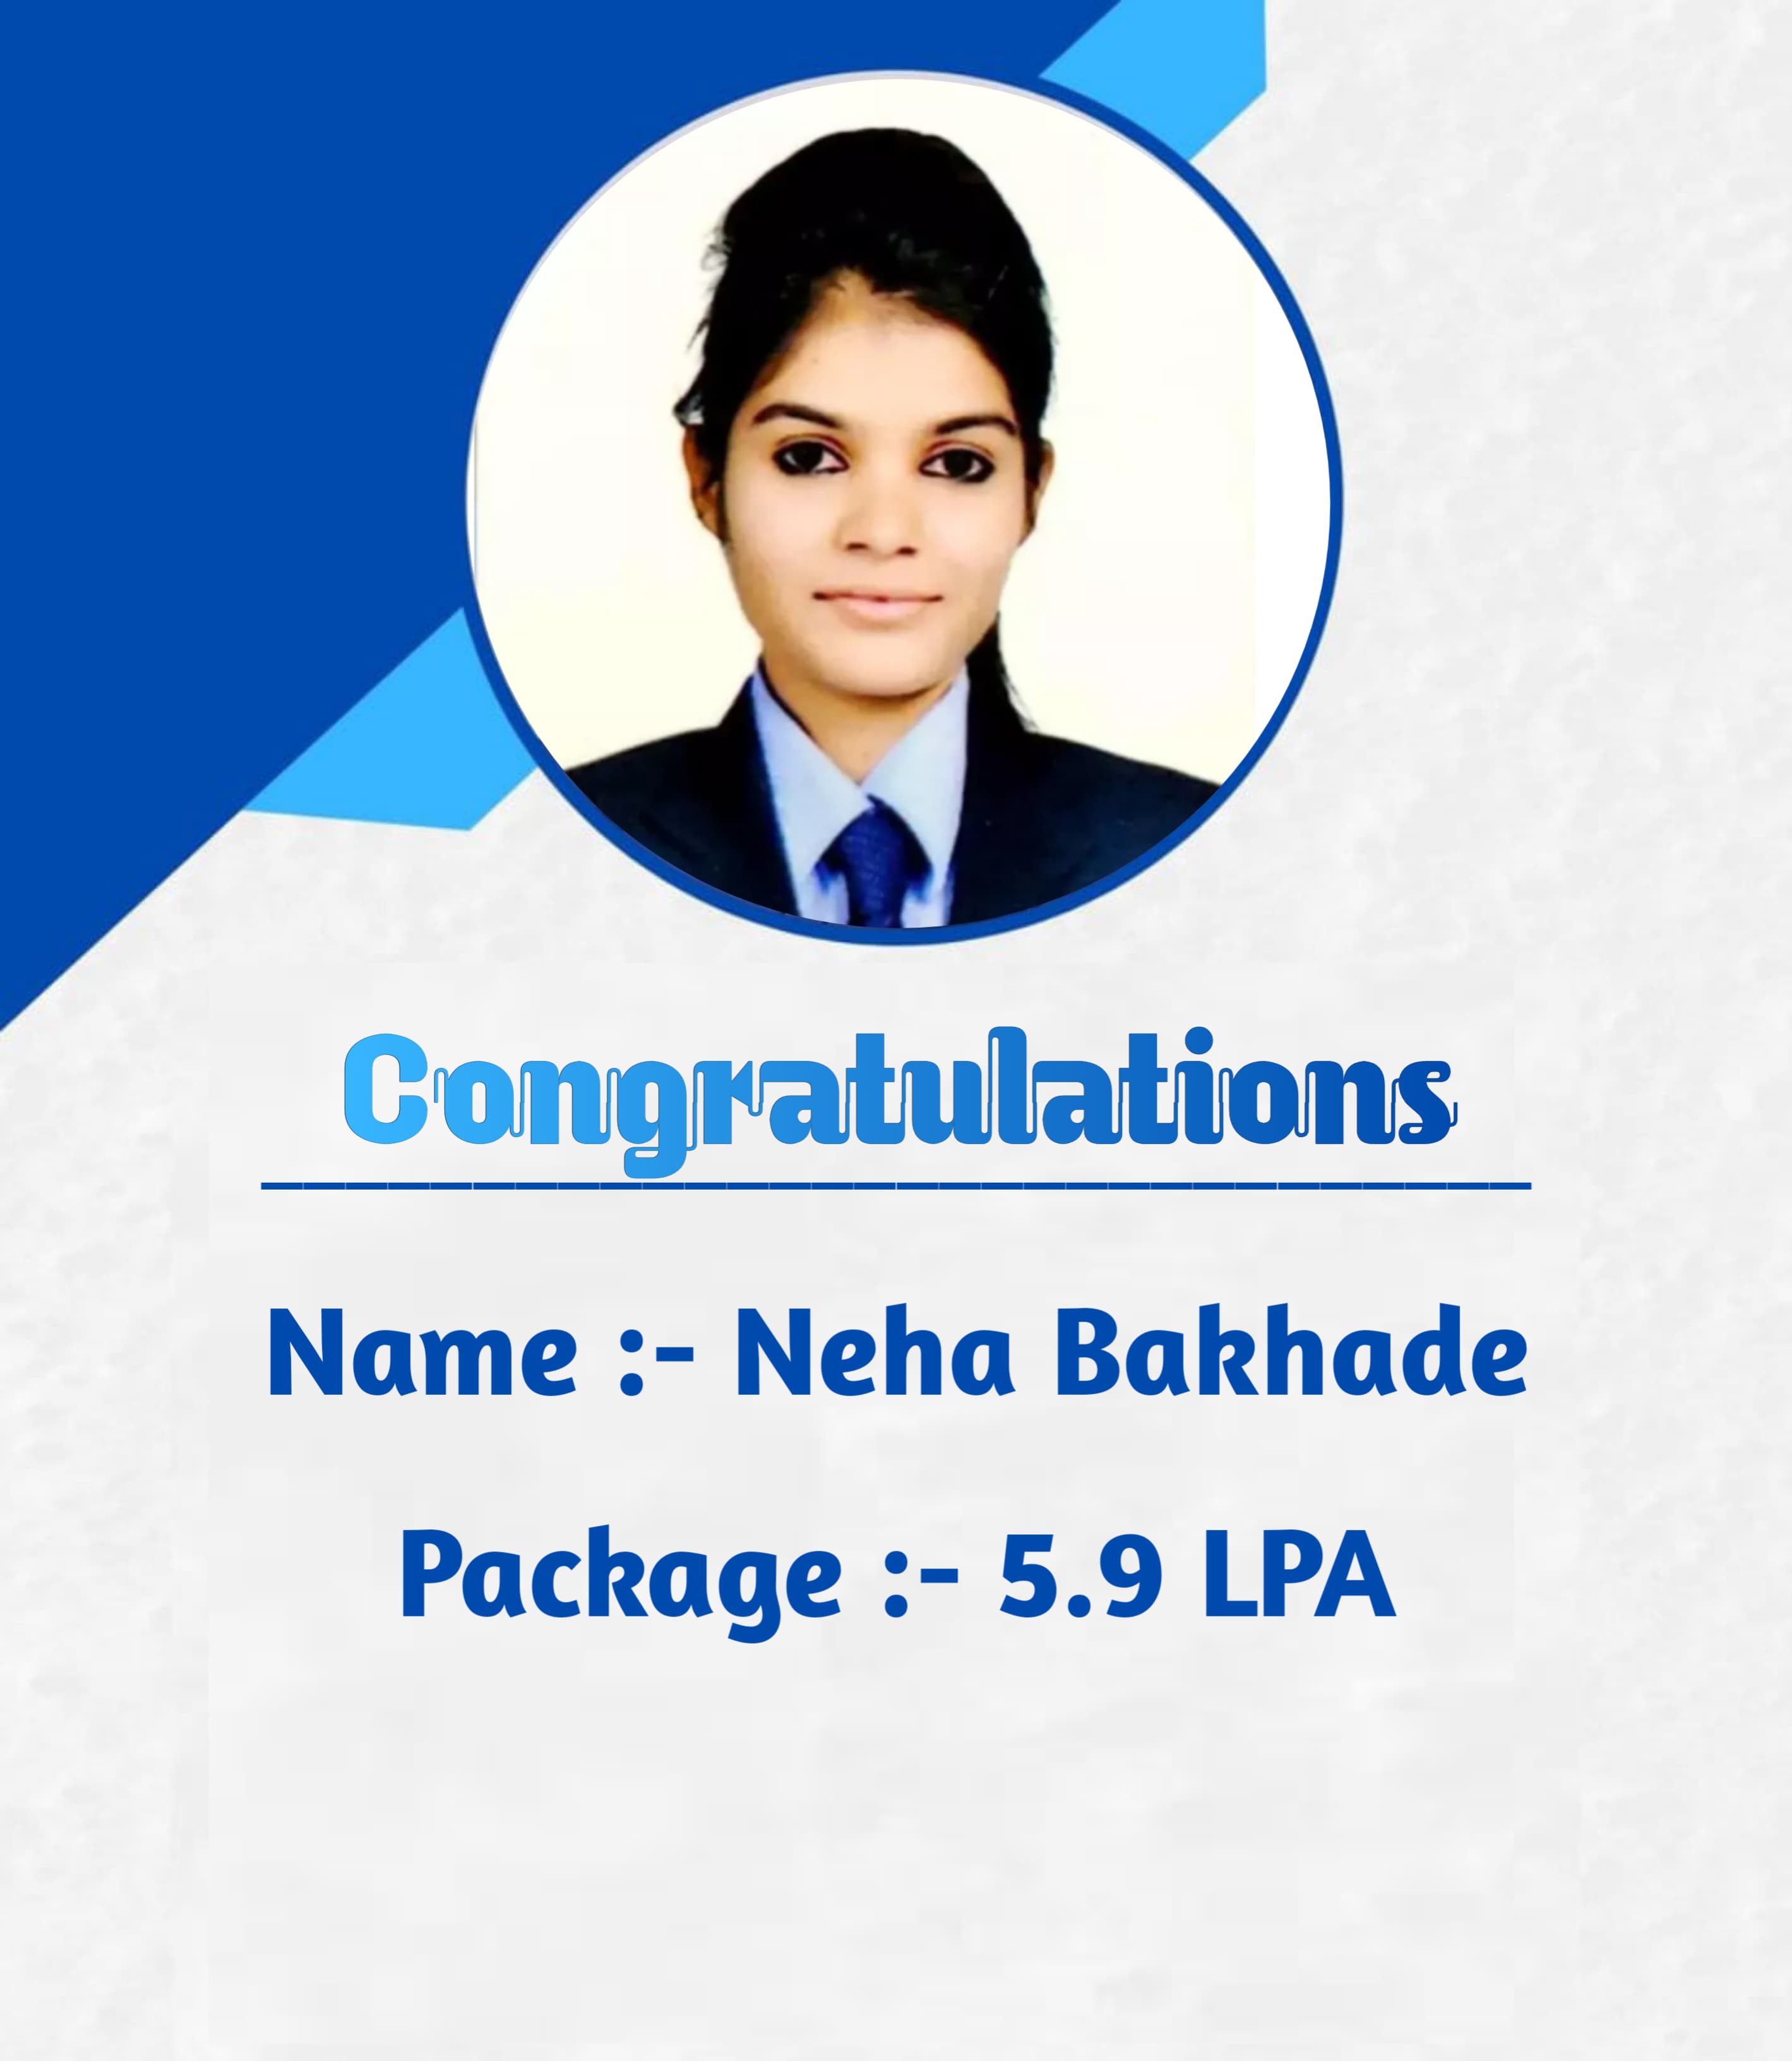 Congratulations
Name :- Neha Bakhade
Package :- 5.9 LPA